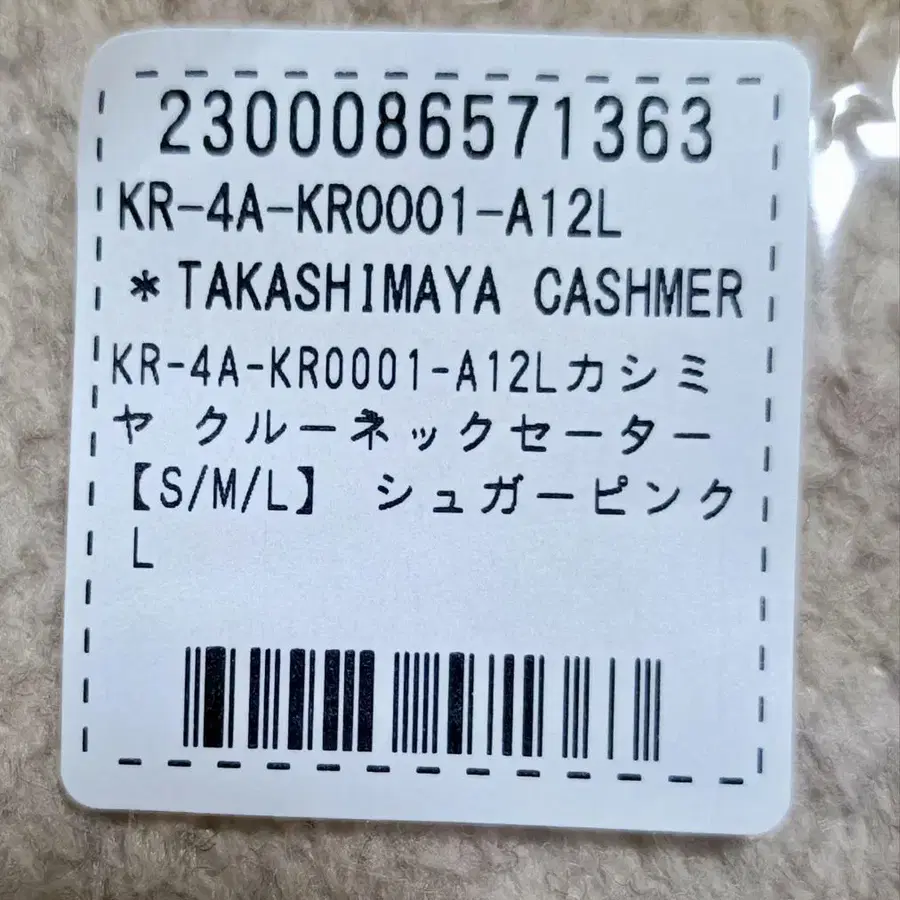 2300086571363
KR-4A-KR0001-A12L
*TAKASHIMAYA CASHMER
KR-4A-KR0001-A12Lカシミ
ヤ クルーネックセーター
【S/M/L】 シュガーピンク
L